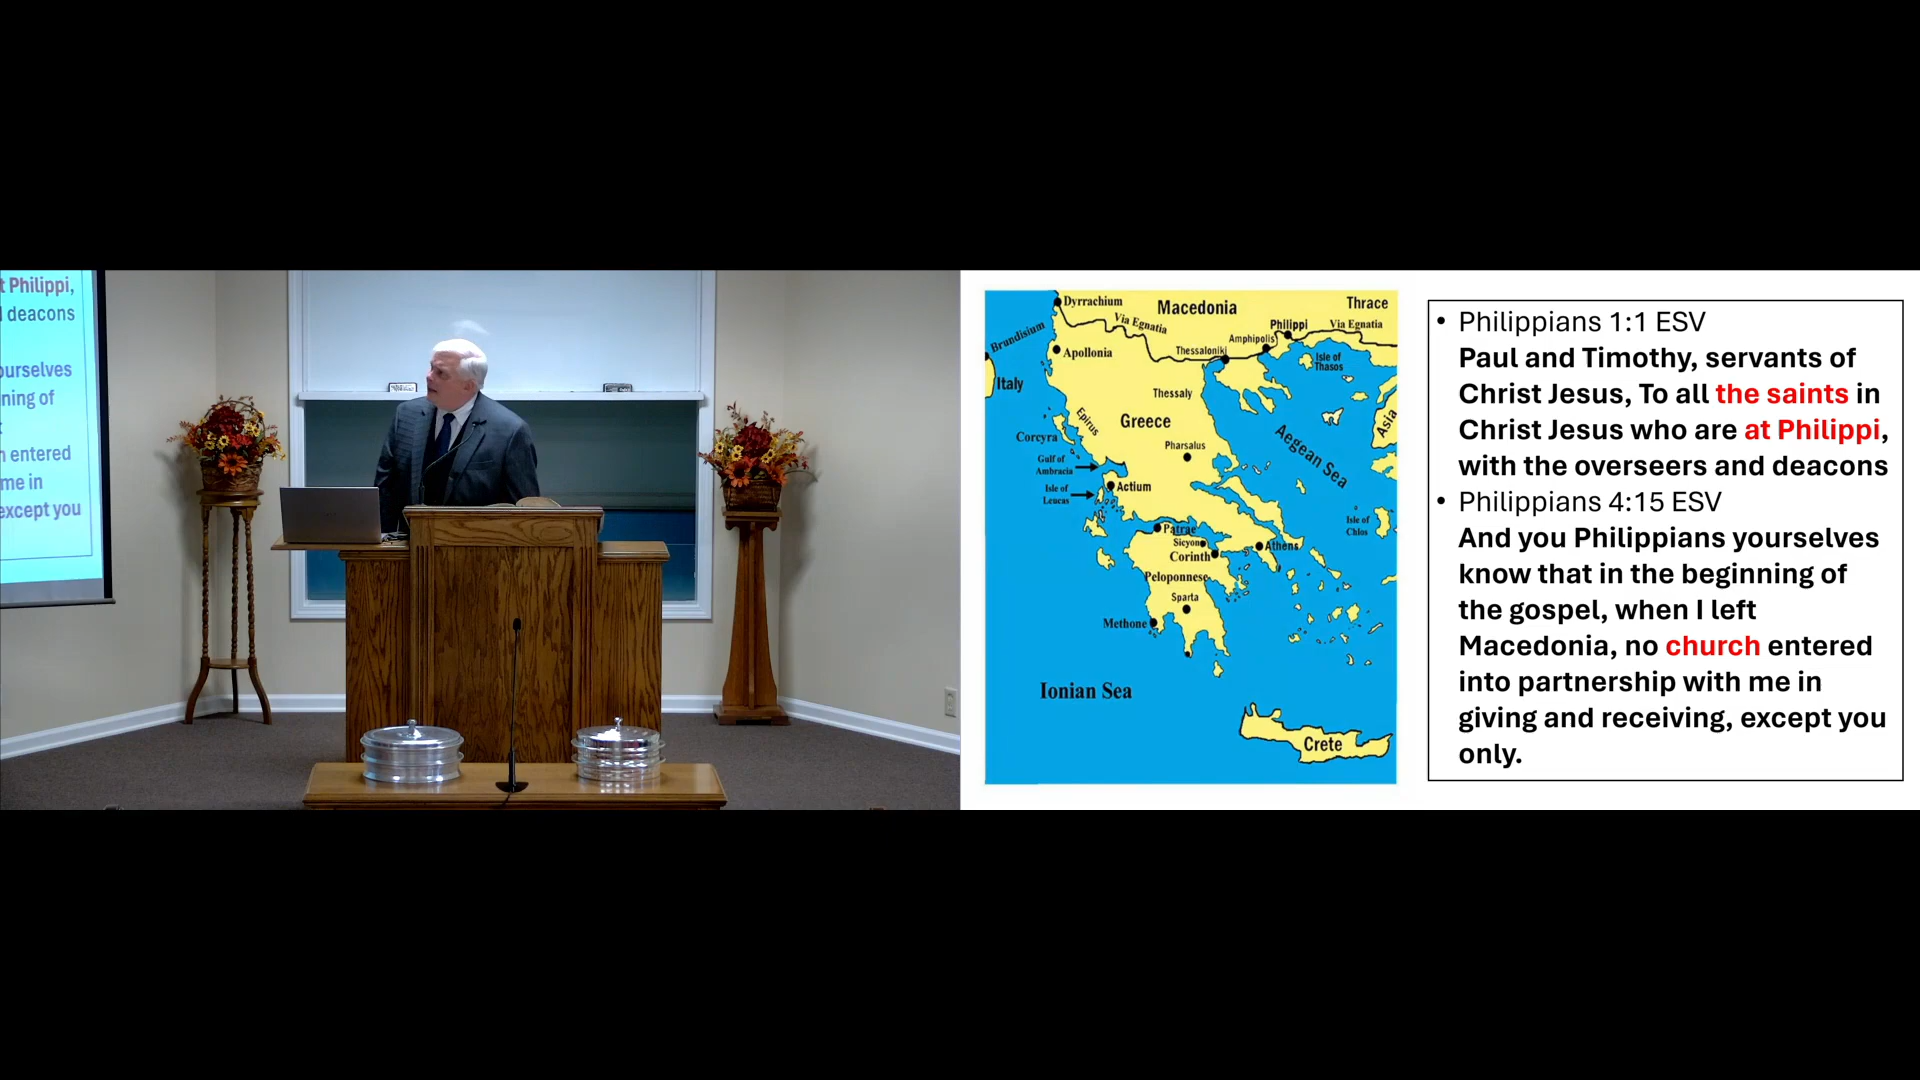 t Philippi,
deacons
ourselves
ning of
h entered
me in
except you
Dyrrachium
Macedonia
Thrace
Via Egnatia
Philippi
Via Egnatia
Brundisium
Amphipolis
Apollonia
Thessaloniki
Isle of
Thasos
Italy
Thessaly
Epirus
Greece
Asia
Corcyra
Aegean Sea
Pharsalus
Gulf of
Ambracia
Actium
Isle of
Leucas
Isle of
Chios
Patrae
Sicyon
Athens
Corinth
Peloponnese
Sparta
Methone
Ionian Sea
Crete
• Philippians 1:1 ESV
Paul and Timothy, servants of
Christ Jesus, To all the saints in
Christ Jesus who are at Philippi,
with the overseers and deacons
• Philippians 4:15 ESV
And you Philippians yourselves
know that in the beginning of
the gospel, when I left
Macedonia, no church entered
into partnership with me in
giving and receiving, except you
only.